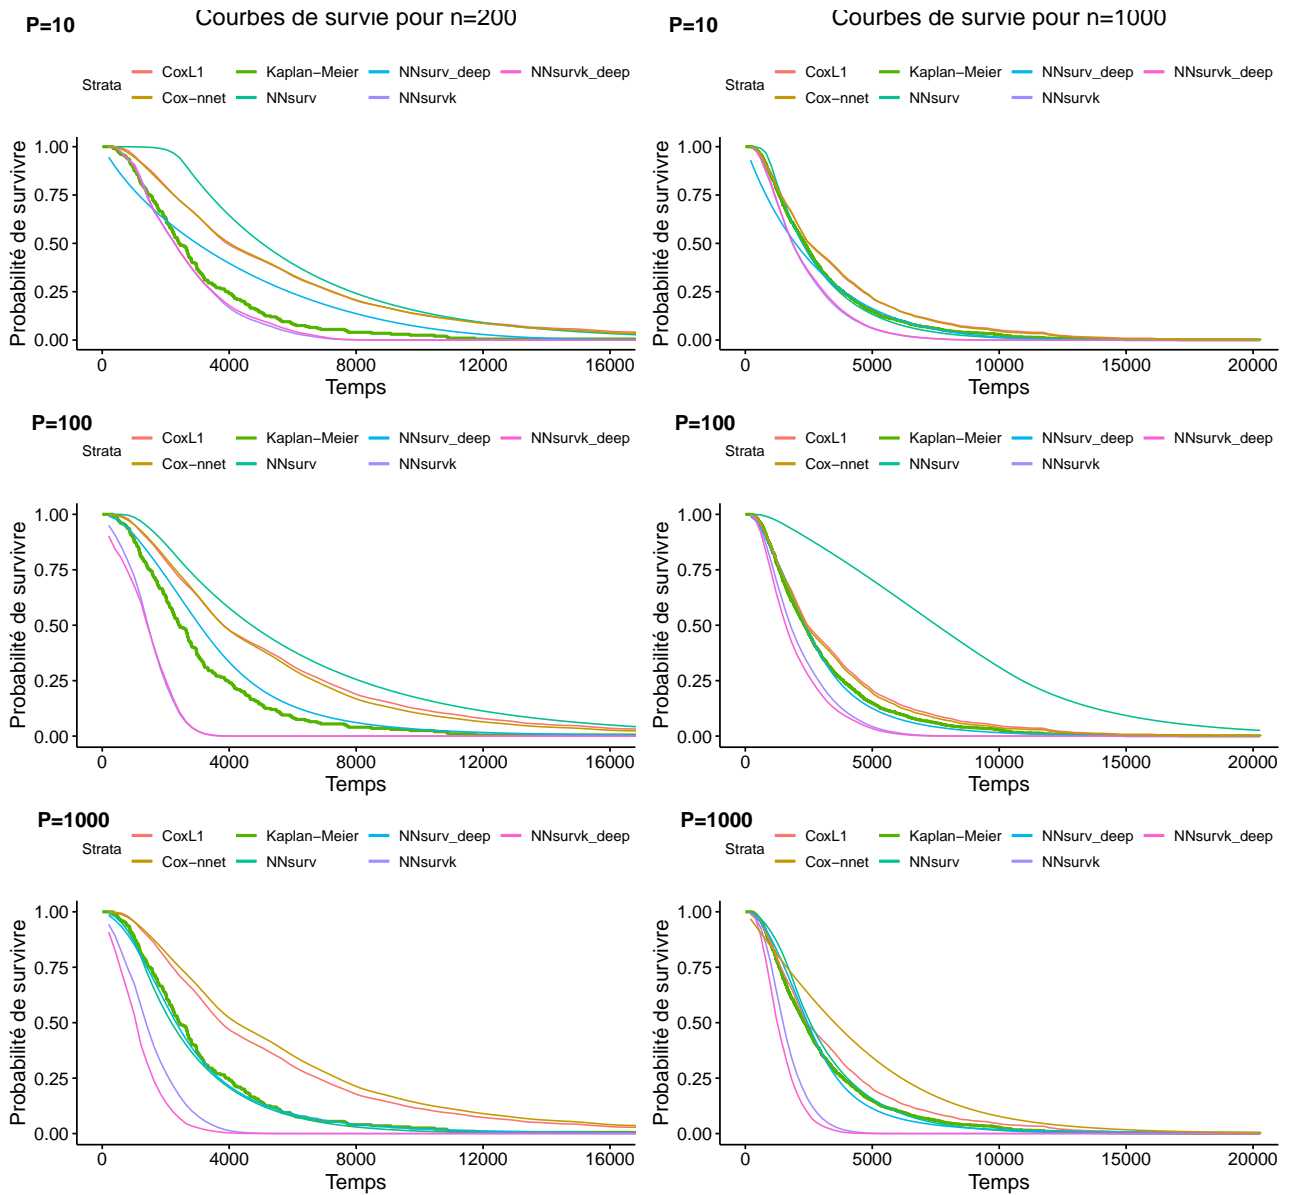 Courbes de survie pour n=200
P=10
Strata
CoxL1
Kaplan−Meier
NNsurv_deep
NNsurvk_deep
Cox−nnet
NNsurv
NNsurvk
1.00
0.75
0.50
0.25
0.00
Probabilité de survivre
0 4000 8000 12000 16000
Temps
Courbes de survie pour n=1000
P=10
Strata
CoxL1
Kaplan−Meier
NNsurv_deep
NNsurvk_deep
Cox−nnet
NNsurv
NNsurvk
1.00
0.75
0.50
0.25
0.00
Probabilité de survivre
0 5000 10000 15000 20000
Temps
P=100
Strata
CoxL1
Kaplan−Meier
NNsurv_deep
NNsurvk_deep
Cox−nnet
NNsurv
NNsurvk
1.00
0.75
0.50
0.25
0.00
Probabilité de survivre
0 4000 8000 12000 16000
Temps
P=100
Strata
CoxL1
Kaplan−Meier
NNsurv_deep
NNsurvk_deep
Cox−nnet
NNsurv
NNsurvk
1.00
0.75
0.50
0.25
0.00
Probabilité de survivre
0 5000 10000 15000 20000
Temps
P=1000
Strata
CoxL1
Kaplan−Meier
NNsurv_deep
NNsurvk_deep
Cox−nnet
NNsurv
NNsurvk
1.00
0.75
0.50
0.25
0.00
Probabilité de survivre
0 4000 8000 12000 16000
Temps
P=1000
Strata
CoxL1
Kaplan−Meier
NNsurv_deep
NNsurvk_deep
Cox−nnet
NNsurv
NNsurvk
1.00
0.75
0.50
0.25
0.00
Probabilité de survivre
0 5000 10000 15000 20000
Temps